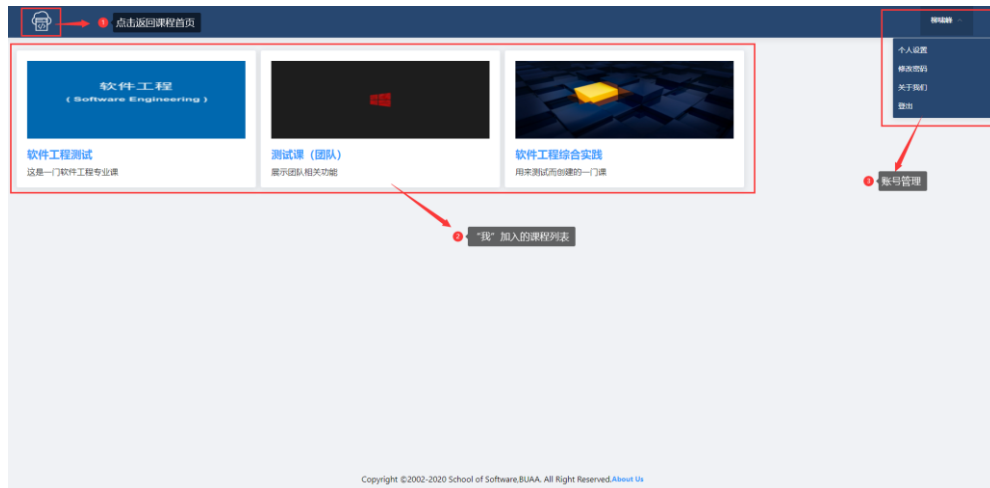 1 点击返回课程首页
个人设置
修改密码
关于我们
登出
软件工程
( Software Engineering )
软件工程测试
这是一门软件工程专业课
测试课（团队）
展示团队相关功能
软件工程综合实践
用来测试而创建的一门课
3 账号管理
2 “我”加入的课程列表
Copyright ©2002-2020 School of Software,BUAA. All Right Reserved.About Us